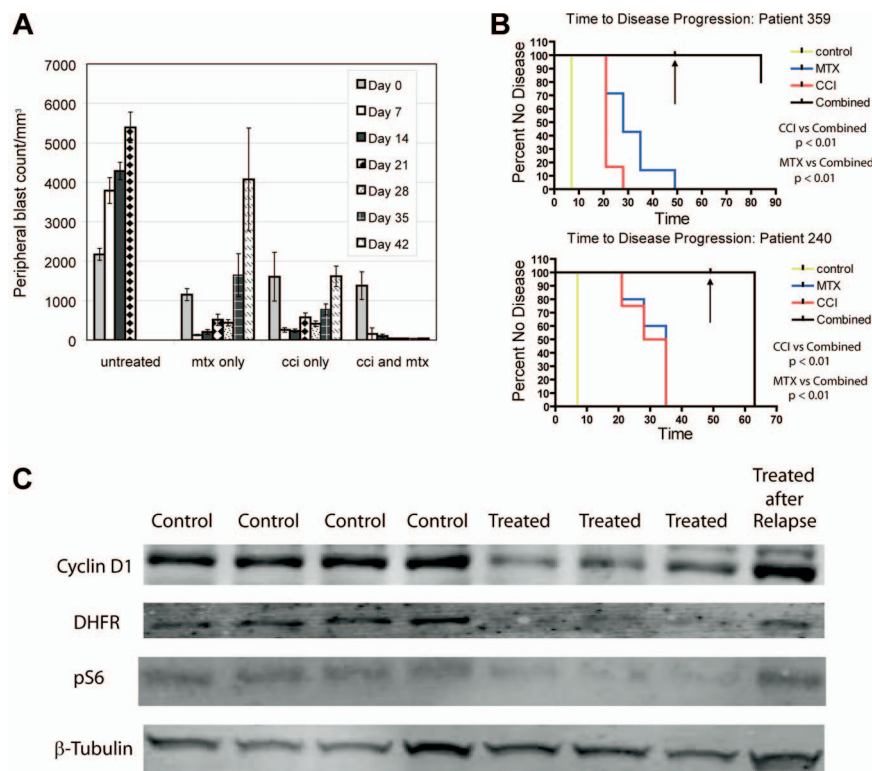 A
Peripheral blast count/mm³
7000
6000
5000
4000
3000
2000
1000
0
Day 0
Day 7
Day 14
Day 21
Day 28
Day 35
Day 42
untreated
mtx only
cci only
cci and mtx
B
Time to Disease Progression: Patient 359
Percent No Disease
110
100
90
80
70
60
50
40
30
20
10
0
0 10 20 30 40 50 60 70 80 90
Time
control
MTX
CCI
Combined
CCI vs Combined
p < 0.01
MTX vs Combined
p < 0.01
Time to Disease Progression: Patient 240
Percent No Disease
110
100
90
80
70
60
50
40
30
20
10
0
0 10 20 30 40 50 60 70
Time
control
MTX
CCI
Combined
CCI vs Combined
p < 0.01
MTX vs Combined
p < 0.01
C
Control Control Control Control Treated Treated Treated
Treated
after
Relapse
Cyclin D1
DHFR
pS6
β-Tubulin